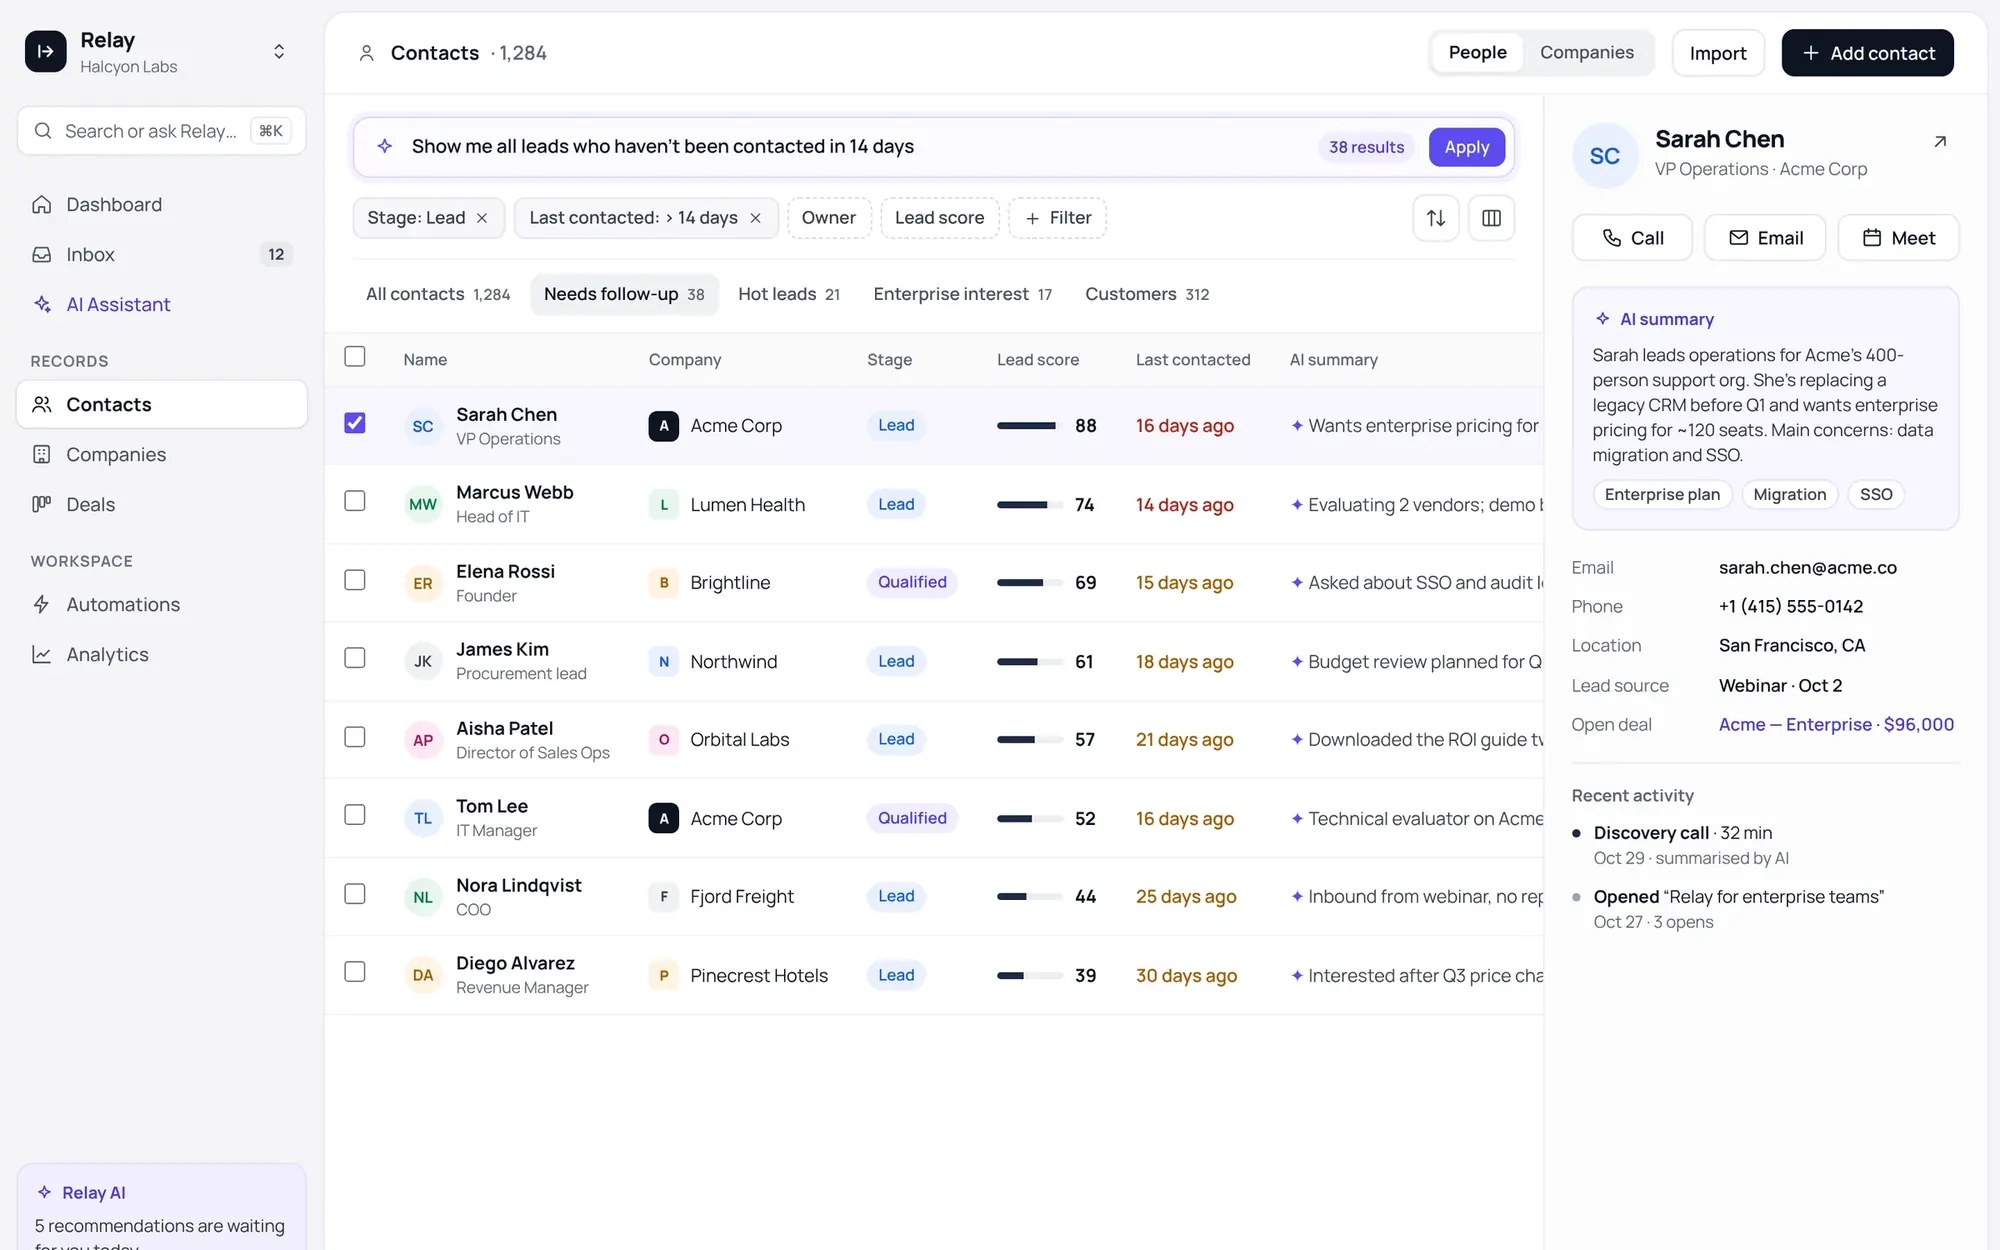 Relay
Halcyon Labs
Search or ask Relay... ⌘K
Dashboard
Inbox 12
AI Assistant
RECORDS
Contacts
Companies
Deals
WORKSPACE
Automations
Analytics
Relay AI
5 recommendations are waiting
for you today
Contacts · 1,284
People Companies Import + Add contact
Show me all leads who haven't been contacted in 14 days 38 results Apply
Stage: Lead × Last contacted: > 14 days × Owner Lead score + Filter
All contacts 1,284 Needs follow-up 38 Hot leads 21 Enterprise interest 17 Customers 312
Name Company Stage Lead score Last contacted AI summary
SC Sarah Chen A Acme Corp Lead 88 16 days ago Wants enterprise pricing for
VP Operations
MW Marcus Webb L Lumen Health Lead 74 14 days ago Evaluating 2 vendors; demo
Head of IT
ER Elena Rossi B Brightline Qualified 69 15 days ago Asked about SSO and audit
Founder
JK James Kim N Northwind Lead 61 18 days ago Budget review planned for Q
Procurement lead
AP Aisha Patel O Orbital Labs Lead 57 21 days ago Downloaded the ROI guide
Director of Sales Ops
TL Tom Lee A Acme Corp Qualified 52 16 days ago Technical evaluator on Acme
IT Manager
NL Nora Lindqvist F Fjord Freight Lead 44 25 days ago Inbound from webinar, no
COO
DA Diego Alvarez P Pinecrest Hotels Lead 39 30 days ago Interested after Q3 price
Revenue Manager
SC Sarah Chen
VP Operations · Acme Corp
Call Email Meet
AI summary
Sarah leads operations for Acme's 400-
person support org. She's replacing a
legacy CRM before Q1 and wants enterprise
pricing for ~120 seats. Main concerns: data
migration and SSO.
Enterprise plan Migration SSO
Email sarah.chen@acme.co
Phone +1 (415) 555-0142
Location San Francisco, CA
Lead source Webinar · Oct 2
Open deal Acme – Enterprise · $96,000
Recent activity
Discovery call · 32 min
Oct 29 · summarised by AI
Opened “Relay for enterprise teams”
Oct 27 · 3 opens